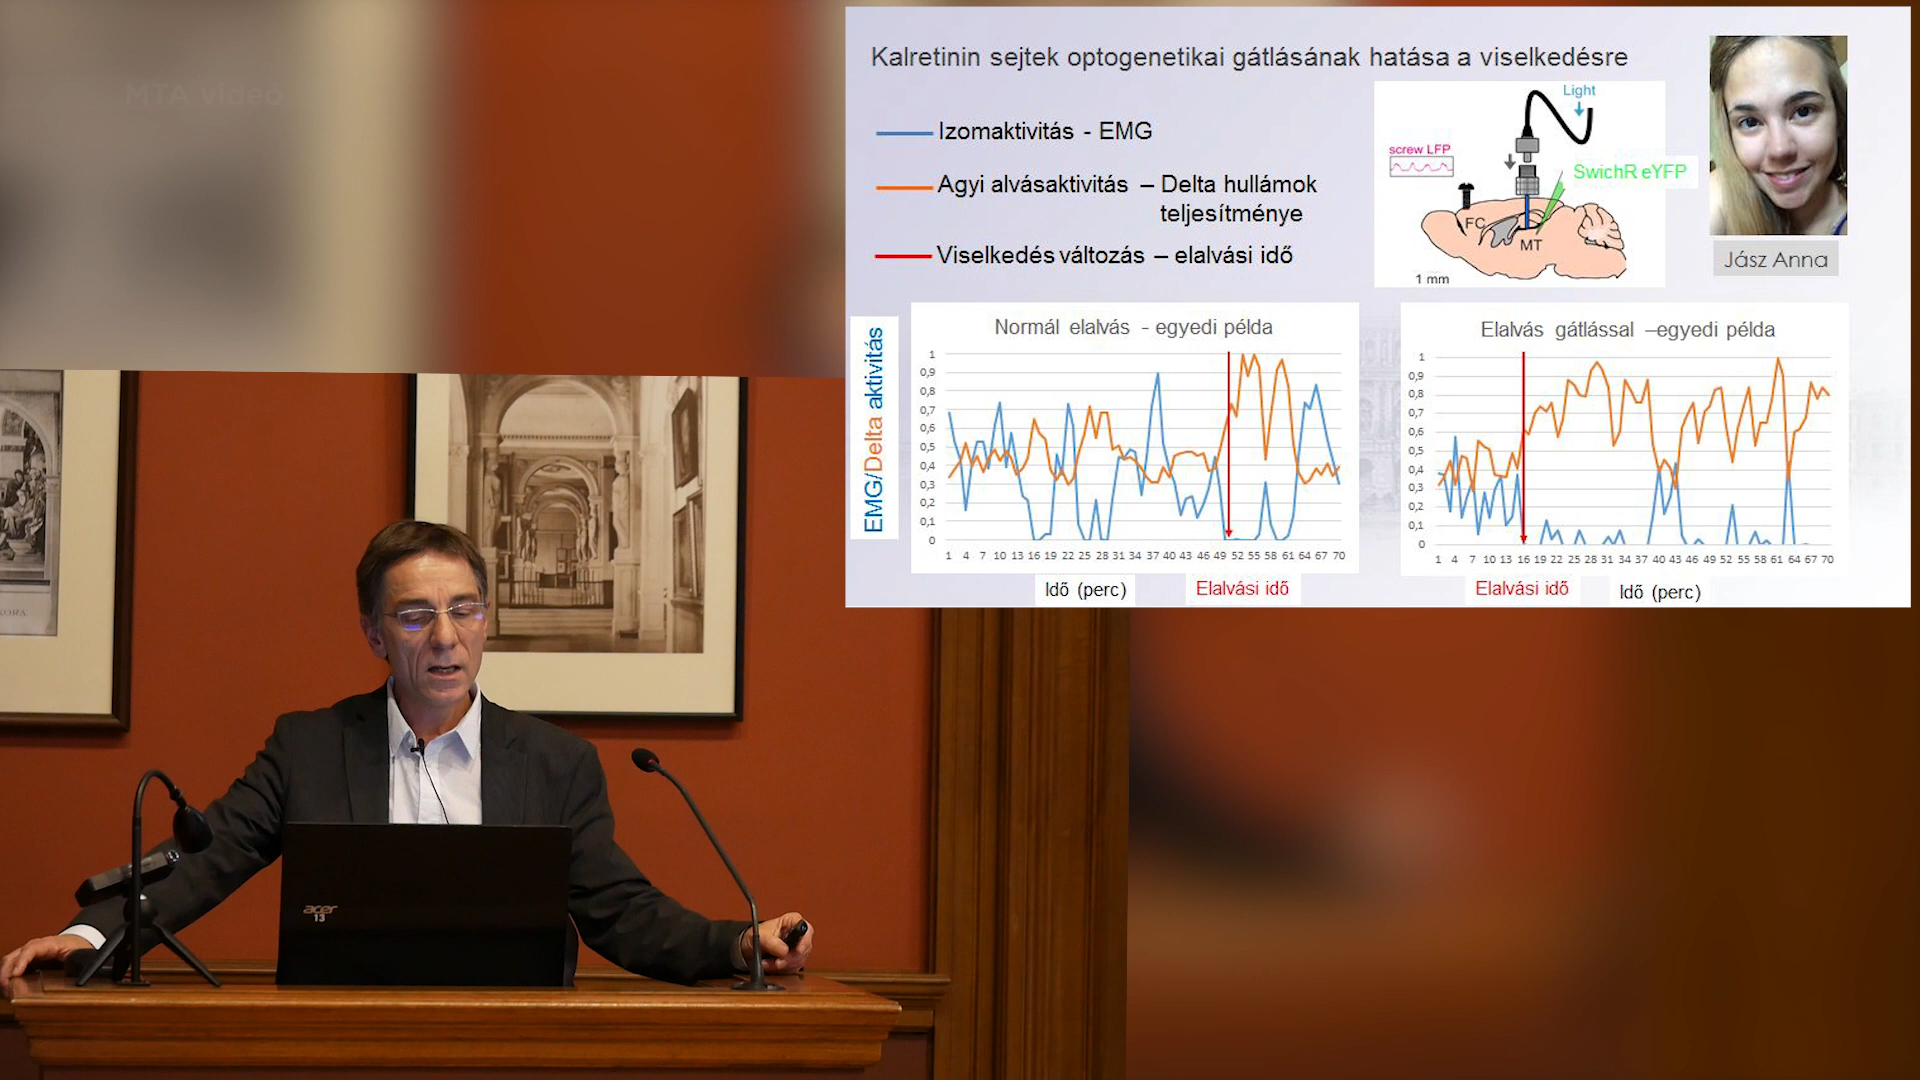 MTA videó
Kalretinin sejtek optogenetikai gátlásának hatása a viselkedésre
Izomaktivitás - EMG
Agyi alvásaktivitás – Delta hullámok
teljesítménye
Viselkedés változás – elalvási idő
Light
screw LFP
SwichR eYFP
FC
MT
1 mm
Jász Anna
EMG/Delta aktivitás
Normál elalvás - egyedi példa
1
0,9
0,8
0,7
0,6
0,5
0,4
0,3
0,2
0,1
0
1 4 7 10 13 16 19 22 25 28 31 34 37 40 43 46 49 52 55 58 61 64 67 70
Idő (perc)
Elalvási idő
Elalvás gátlással –egyedi példa
1
0,9
0,8
0,7
0,6
0,5
0,4
0,3
0,2
0,1
0
1 4 7 10 13 16 19 22 25 28 31 34 37 40 43 46 49 52 55 58 61 64 67 70
Elalvási idő
Idő (perc)
acer
13